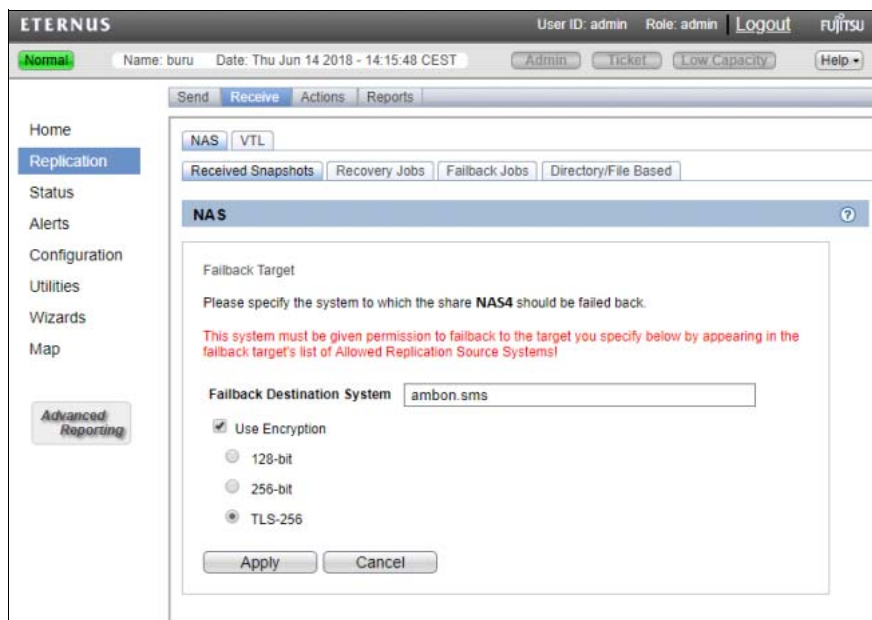 ETERNUS User ID: admin Role: admin Logout FUJITSU
Normal Name: buru Date: Thu Jun 14 2018 - 14:15:48 CEST Admin Ticket Low Capacity Help
Send Receive Actions Reports
Home
Replication
Status
Alerts
Configuration
Utilities
Wizards
Map
Advanced
Reporting
NAS VTL
Received Snapshots Recovery Jobs Failback Jobs Directory/File Based
NAS ?
Failback Target
Please specify the system to which the share NAS4 should be failed back.
This system must be given permission to failback to the target you specify below by appearing in the
failback target's list of Allowed Replication Source Systems!
Failback Destination System ambon.sms
Use Encryption
128-bit
256-bit
TLS-256
Apply Cancel